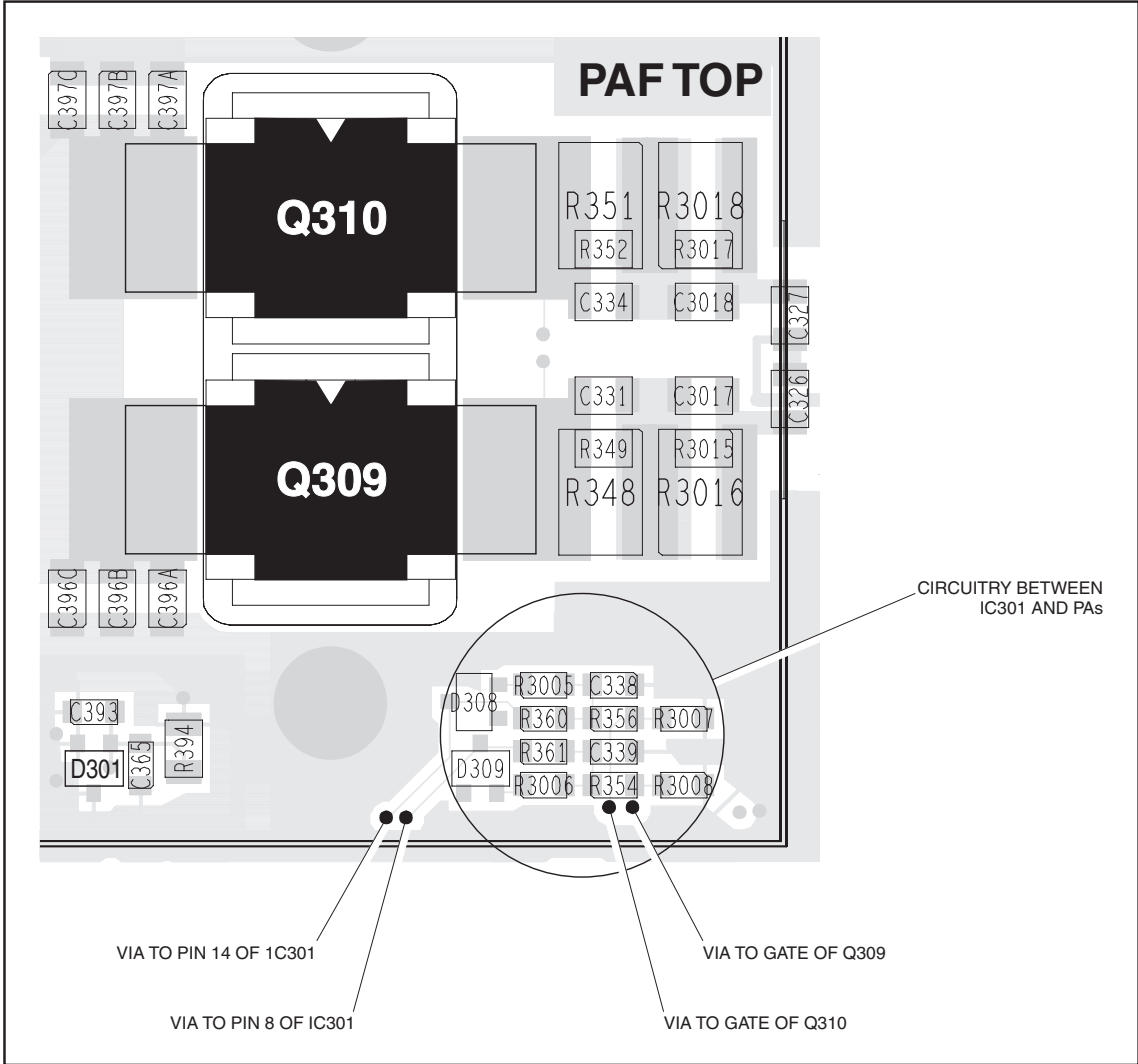 PAF TOP
C397C
C397B
C397A
Q310
R351
R3018
R352
R3017
C334
C3018
C327
C331
C3017
C326
R349
R3015
Q309
R348
R3016
C396C
C396B
C396A
CIRCUITRY BETWEEN
IC301 AND PAs
D308
R3005
C338
C393
R360
R356
R3007
R394
C365
R361
C339
D301
D309
R3006
R354
R3008
VIA TO PIN 14 OF 1C301
VIA TO GATE OF Q309
VIA TO PIN 8 OF IC301
VIA TO GATE OF Q310